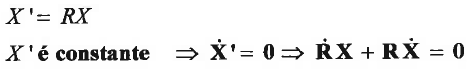 X' = RX
X' é constante ⇒ Ẋ' = 0 ⇒ ṘX + RẊ = 0